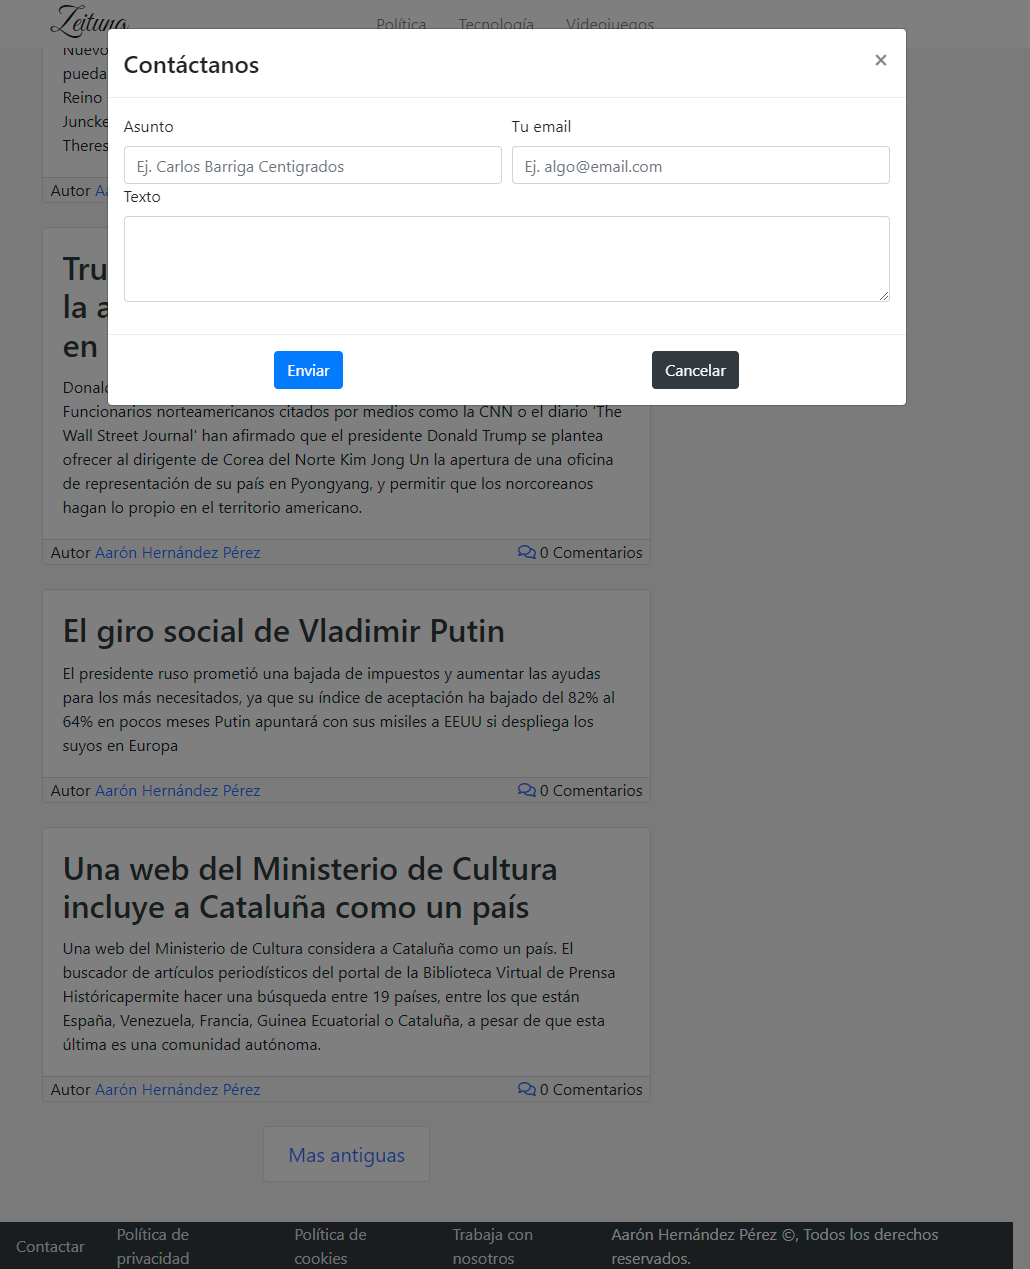 Zeitung
Política
Tecnología
Videojuegos
Contáctanos
×
Asunto
Tu email
Ej. Carlos Barriga Centigrados
Ej. algo@email.com
Texto
Enviar
Cancelar
Nuevo
pueda
Reino
Juncke
Theres
Autor
Tru
la a
en
Donald
Funcionarios norteamericanos citados por medios como la CNN o el diario 'The
Wall Street Journal' han afirmado que el presidente Donald Trump se plantea
ofrecer al dirigente de Corea del Norte Kim Jong Un la apertura de una oficina
de representación de su país en Pyongyang, y permitir que los norcoreanos
hagan lo propio en el territorio americano.
Autor Aarón Hernández Pérez
0 Comentarios
El giro social de Vladimir Putin
El presidente ruso prometió una bajada de impuestos y aumentar las ayudas
para los más necesitados, ya que su índice de aceptación ha bajado del 82% al
64% en pocos meses Putin apuntará con sus misiles a EEUU si despliega los
suyos en Europa
Autor Aarón Hernández Pérez
0 Comentarios
Una web del Ministerio de Cultura
incluye a Cataluña como un país
Una web del Ministerio de Cultura considera a Cataluña como un país. El
buscador de artículos periodísticos del portal de la Biblioteca Virtual de Prensa
Históricapermite hacer una búsqueda entre 19 países, entre los que están
España, Venezuela, Francia, Guinea Ecuatorial o Cataluña, a pesar de que esta
última es una comunidad autónoma.
Autor Aarón Hernández Pérez
0 Comentarios
Mas antiguas
Contactar
Política de
privacidad
Política de
cookies
Trabaja con
nosotros
Aarón Hernández Pérez ©, Todos los derechos
reservados.